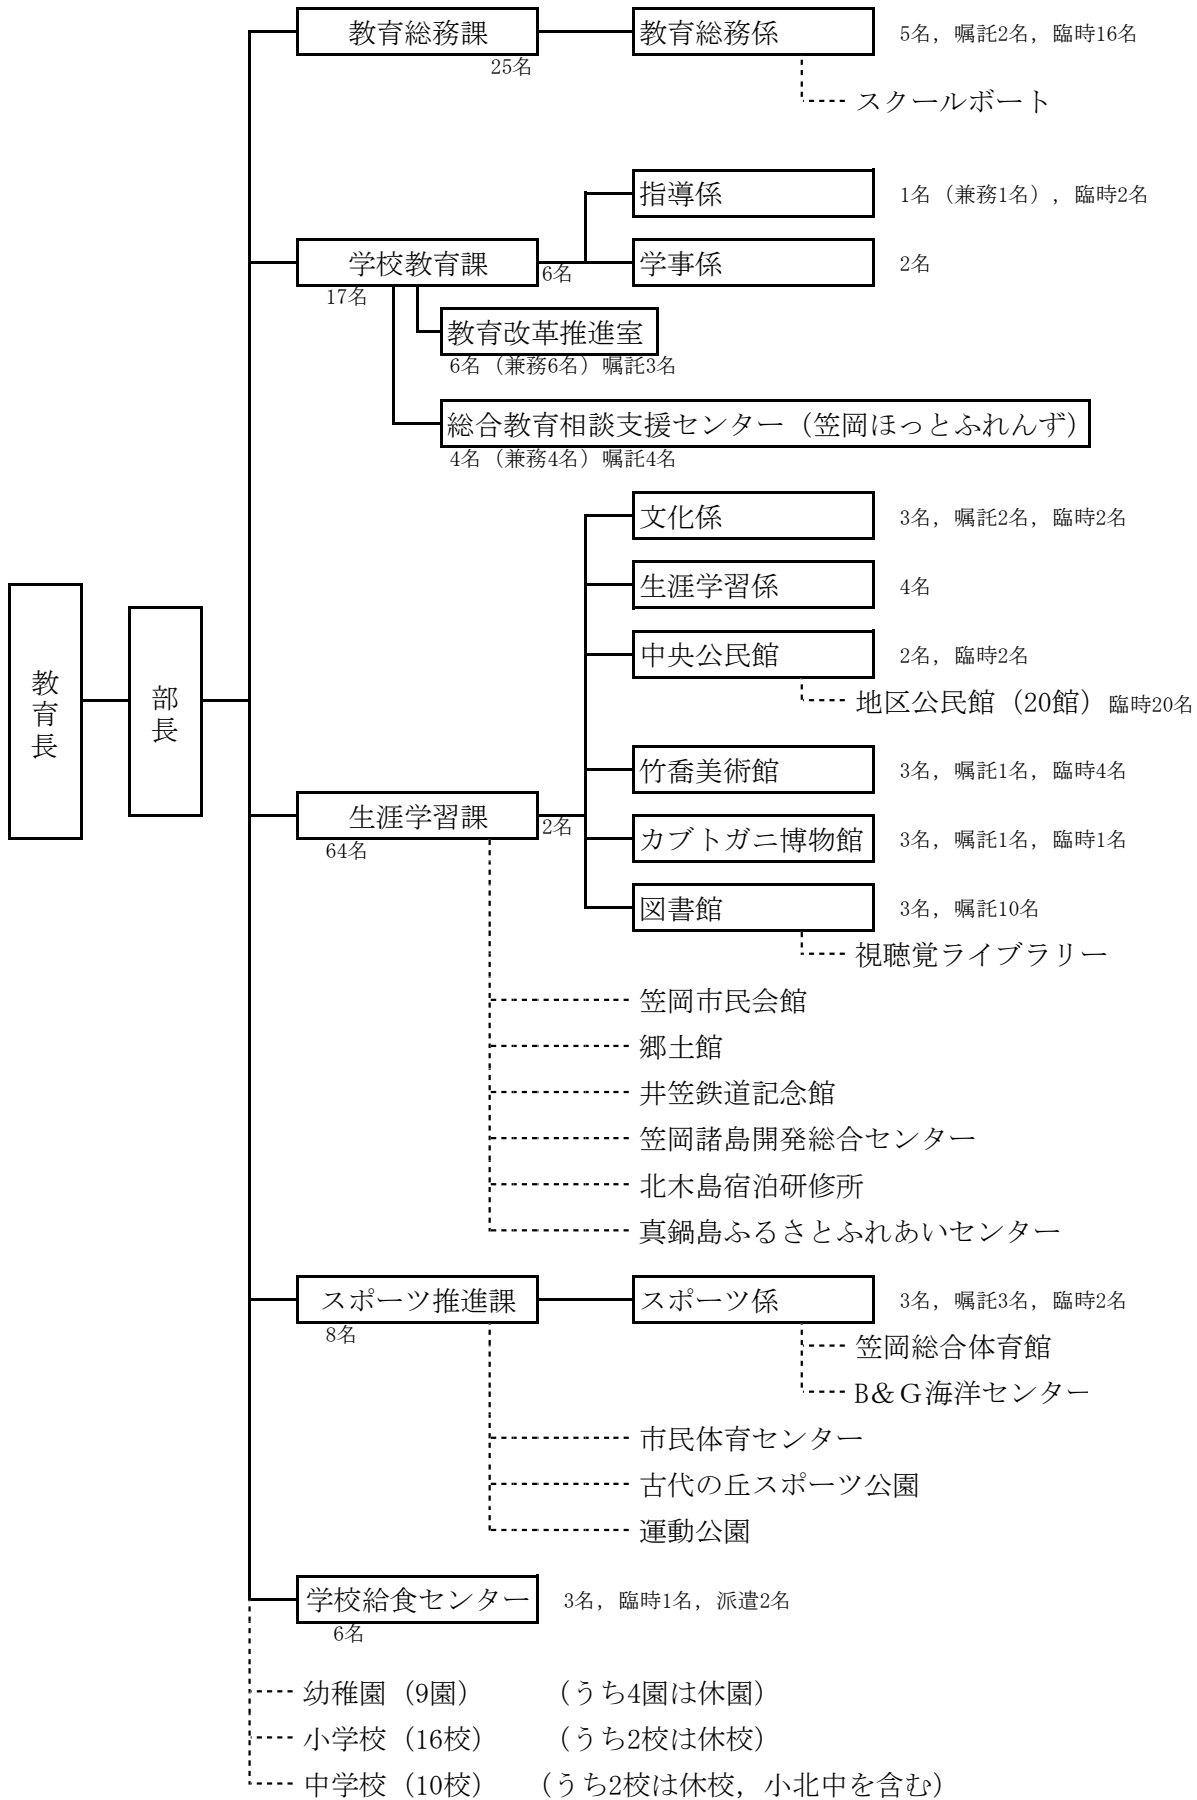 教育総務課
25名
教育総務係
5名，嘱託2名，臨時16名
スクールボート
指導係
1名（兼務1名），臨時2名
学校教育課
17名
6名
学事係
2名
教育改革推進室
6名（兼務6名）嘱託3名
総合教育相談支援センター（笠岡ほっとふれんず）
4名（兼務4名）嘱託4名
文化係
3名，嘱託2名，臨時2名
生涯学習係
4名
中央公民館
2名，臨時2名
地区公民館（20館）臨時20名
教育長
部長
竹喬美術館
3名，嘱託1名，臨時4名
生涯学習課
64名
2名
カブトガニ博物館
3名，嘱託1名，臨時1名
図書館
3名，嘱託10名
視聴覚ライブラリー
笠岡市民会館
郷土館
井笠鉄道記念館
笠岡諸島開発総合センター
北木島宿泊研修所
真鍋島ふるさとふれあいセンター
スポーツ推進課
8名
スポーツ係
3名，嘱託3名，臨時2名
笠岡総合体育館
B＆G海洋センター
市民体育センター
古代の丘スポーツ公園
運動公園
学校給食センター
6名
3名，臨時1名，派遣2名
幼稚園（9園）　（うち4園は休園）
小学校（16校）　（うち2校は休校）
中学校（10校）　（うち2校は休校，小北中を含む）